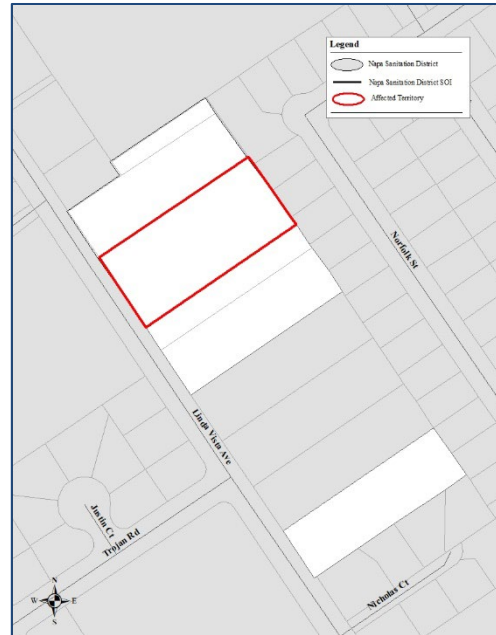 Legend
Napa Sanitation District
Napa Sanitation District SOI
Affected Territory
Norfolk St
Linda Vista Ave
Justin Ct
Trojan Rd
Nicholas Ct
N
W E
S